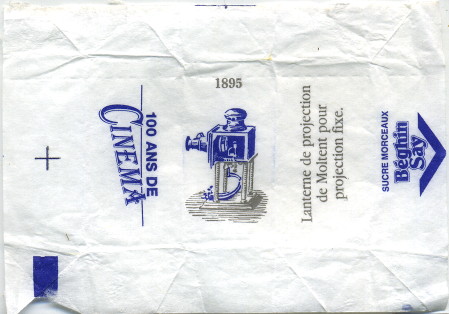 100 ANS DE
CINEMA
1895
Lanterne de projection
de Moltent pour
projection fixe.
SUCRE MORCEAUX
Béghin
Say